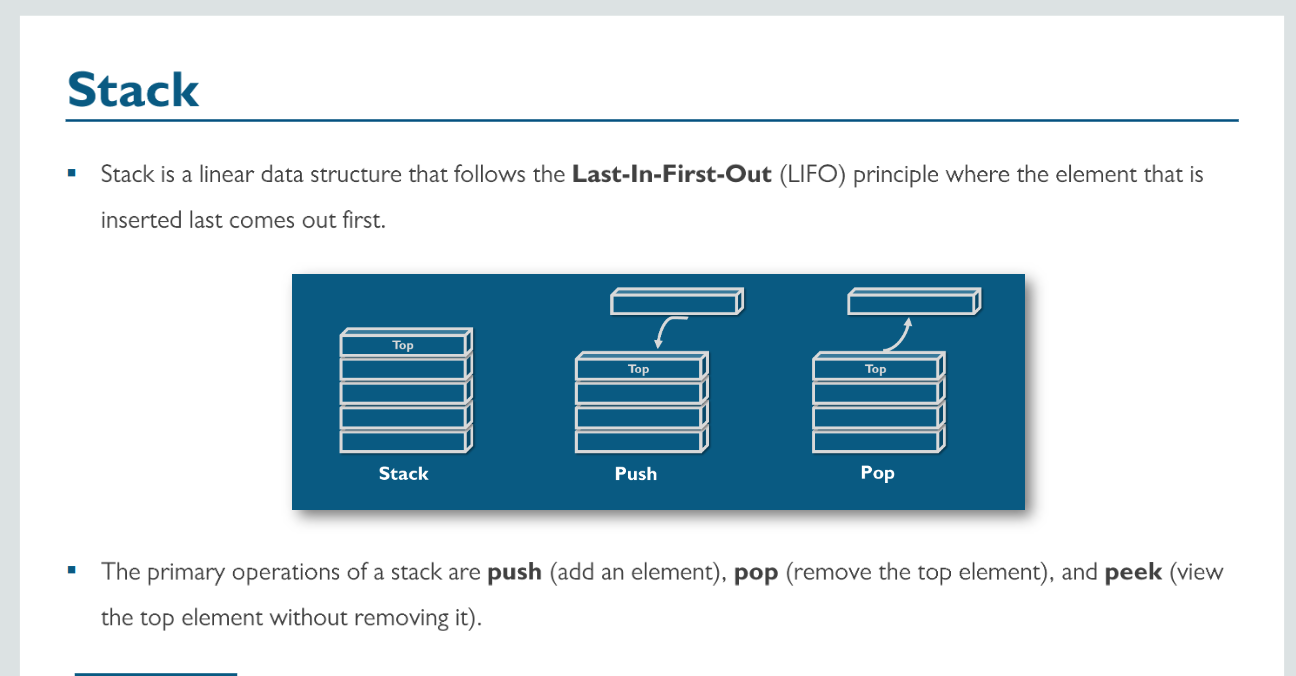 Stack
▪ Stack is a linear data structure that follows the Last-In-First-Out (LIFO) principle where the element that is
inserted last comes out first.
Top
Top
Top
Stack
Push
Pop
▪ The primary operations of a stack are push (add an element), pop (remove the top element), and peek (view
the top element without removing it).